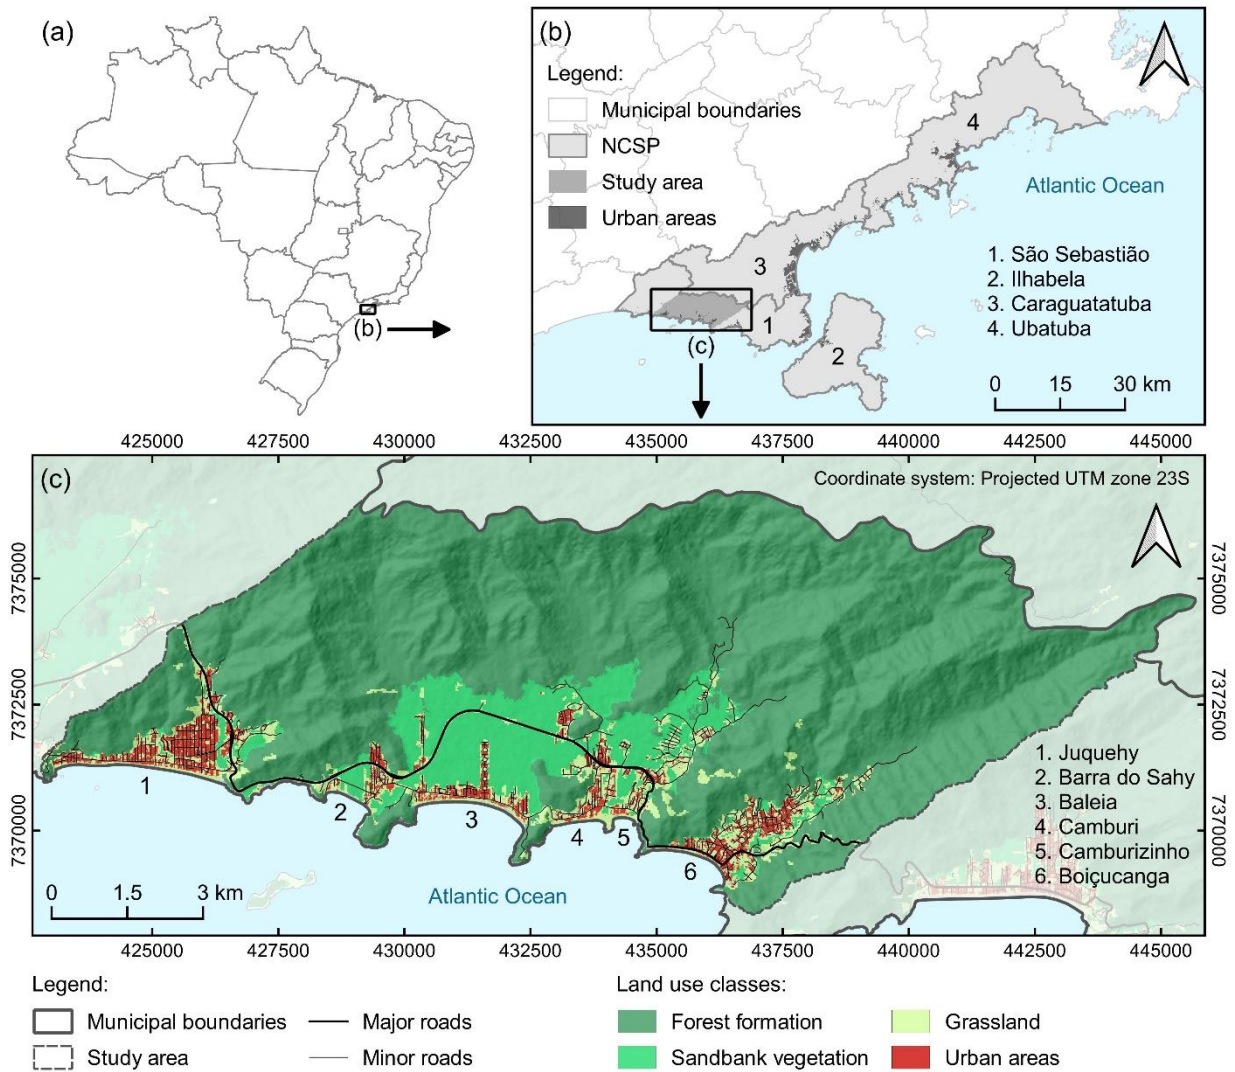 (a)
(b)
(b)
Legend:
Municipal boundaries
NCSP
Study area
Urban areas
Atlantic Ocean
1. São Sebastião
2. Ilhabela
3. Caraguatatuba
4. Ubatuba
4
3
1
2
(c)
0 15 30 km
425000 427500 430000 432500 435000 437500 440000 442500 445000
(c)
Coordinate system: Projected UTM zone 23S
7375000
7372500
7370000
7375000
7372500
7370000
1
2
3
4
5
6
1. Juquehy
2. Barra do Sahy
3. Baleia
4. Camburi
5. Camburizinho
6. Boiçucanga
0 1.5 3 km
Atlantic Ocean
425000 427500 430000 432500 435000 437500 440000 442500 445000
Legend:
Municipal boundaries
Study area
Major roads
Minor roads
Land use classes:
Forest formation
Sandbank vegetation
Grassland
Urban areas